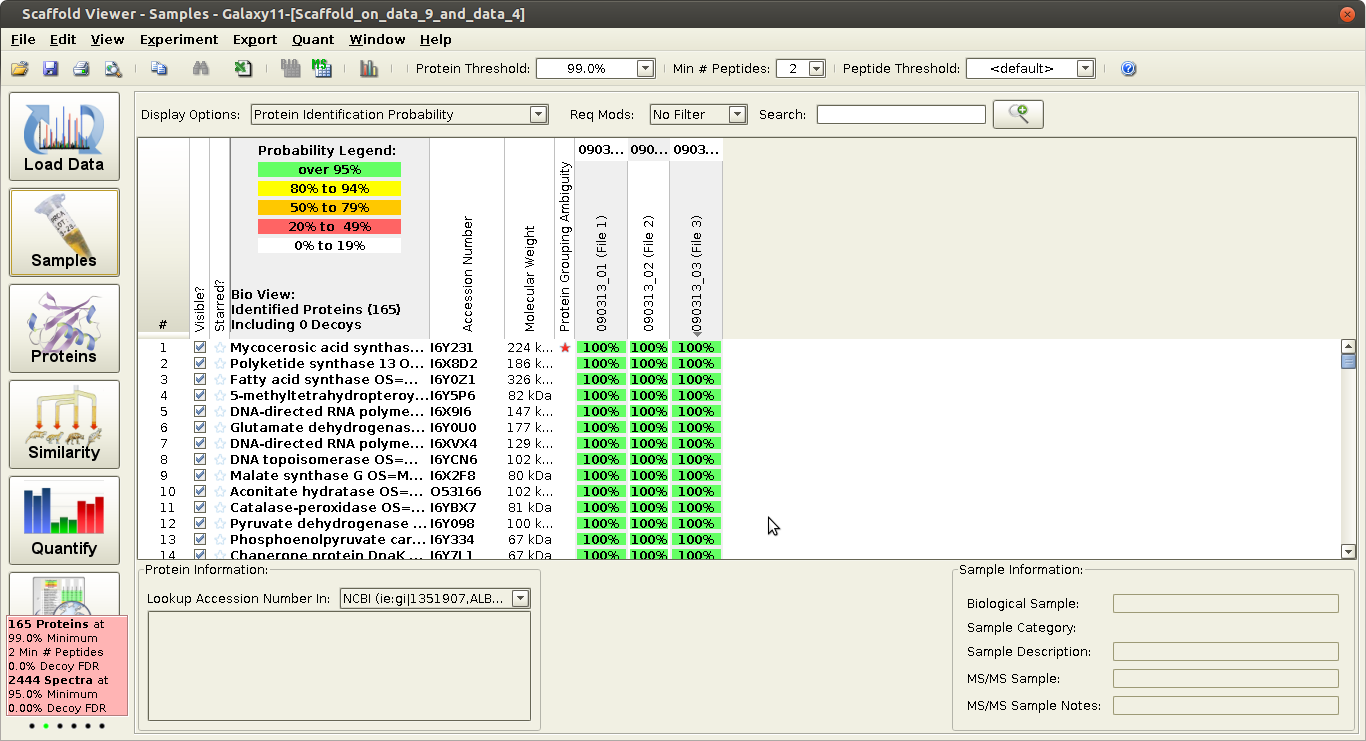 Scaffold Viewer - Samples - Galaxy11-[Scaffold_on_data_9_and_data_4]
File Edit View Experiment Export Quant Window Help
Protein Threshold: 99.0% Min # Peptides: 2 Peptide Threshold: <default>
Display Options: Protein Identification Probability Req Mods: No Filter Search:
Load Data
Samples
Proteins
Similarity
Quantify
165 Proteins at
99.0% Minimum
2 Min # Peptides
0.0% Decoy FDR
2444 Spectra at
95.0% Minimum
0.00% Decoy FDR
Probability Legend:
over 95%
80% to 94%
50% to 79%
20% to 49%
0% to 19%
Bio View:
Identified Proteins (165)
Including 0 Decoys
#
Visible?
Starred?
Accession Number
Molecular Weight
Protein Grouping Ambiguity
0903... 090... 0903...
090313_01 (File 1)
090313_02 (File 2)
090313_03 (File 3)
1 Mycocerosic acid synthas... I6Y231 224 k... 100% 100% 100%
2 Polyketide synthase 13 O... I6X8D2 186 k... 100% 100% 100%
3 Fatty acid synthase OS=... I6Y0Z1 326 k... 100% 100% 100%
4 5-methyltetrahydropteroy... I6Y5P6 82 kDa 100% 100% 100%
5 DNA-directed RNA polyme... I6X9I6 147 k... 100% 100% 100%
6 Glutamate dehydrogenas... I6Y0U0 177 k... 100% 100% 100%
7 DNA-directed RNA polyme... I6XVX4 129 k... 100% 100% 100%
8 DNA topoisomerase OS=... I6YCN6 102 k... 100% 100% 100%
9 Malate synthase G OS=M... I6X2F8 80 kDa 100% 100% 100%
10 Aconitate hydratase OS=... O53166 102 k... 100% 100% 100%
11 Catalase-peroxidase OS=... I6YBX7 81 kDa 100% 100% 100%
12 Pyruvate dehydrogenase ... I6Y098 100 k... 100% 100% 100%
13 Phosphoenolpyruvate car... I6Y334 67 kDa 100% 100% 100%
14 Chaperone protein DnaK ... I6Y7L1 67 kDa 100% 100% 100%
Protein Information:
Lookup Accession Number In: NCBI (ie:gi|1351907,ALB...
Sample Information:
Biological Sample:
Sample Category:
Sample Description:
MS/MS Sample:
MS/MS Sample Notes: